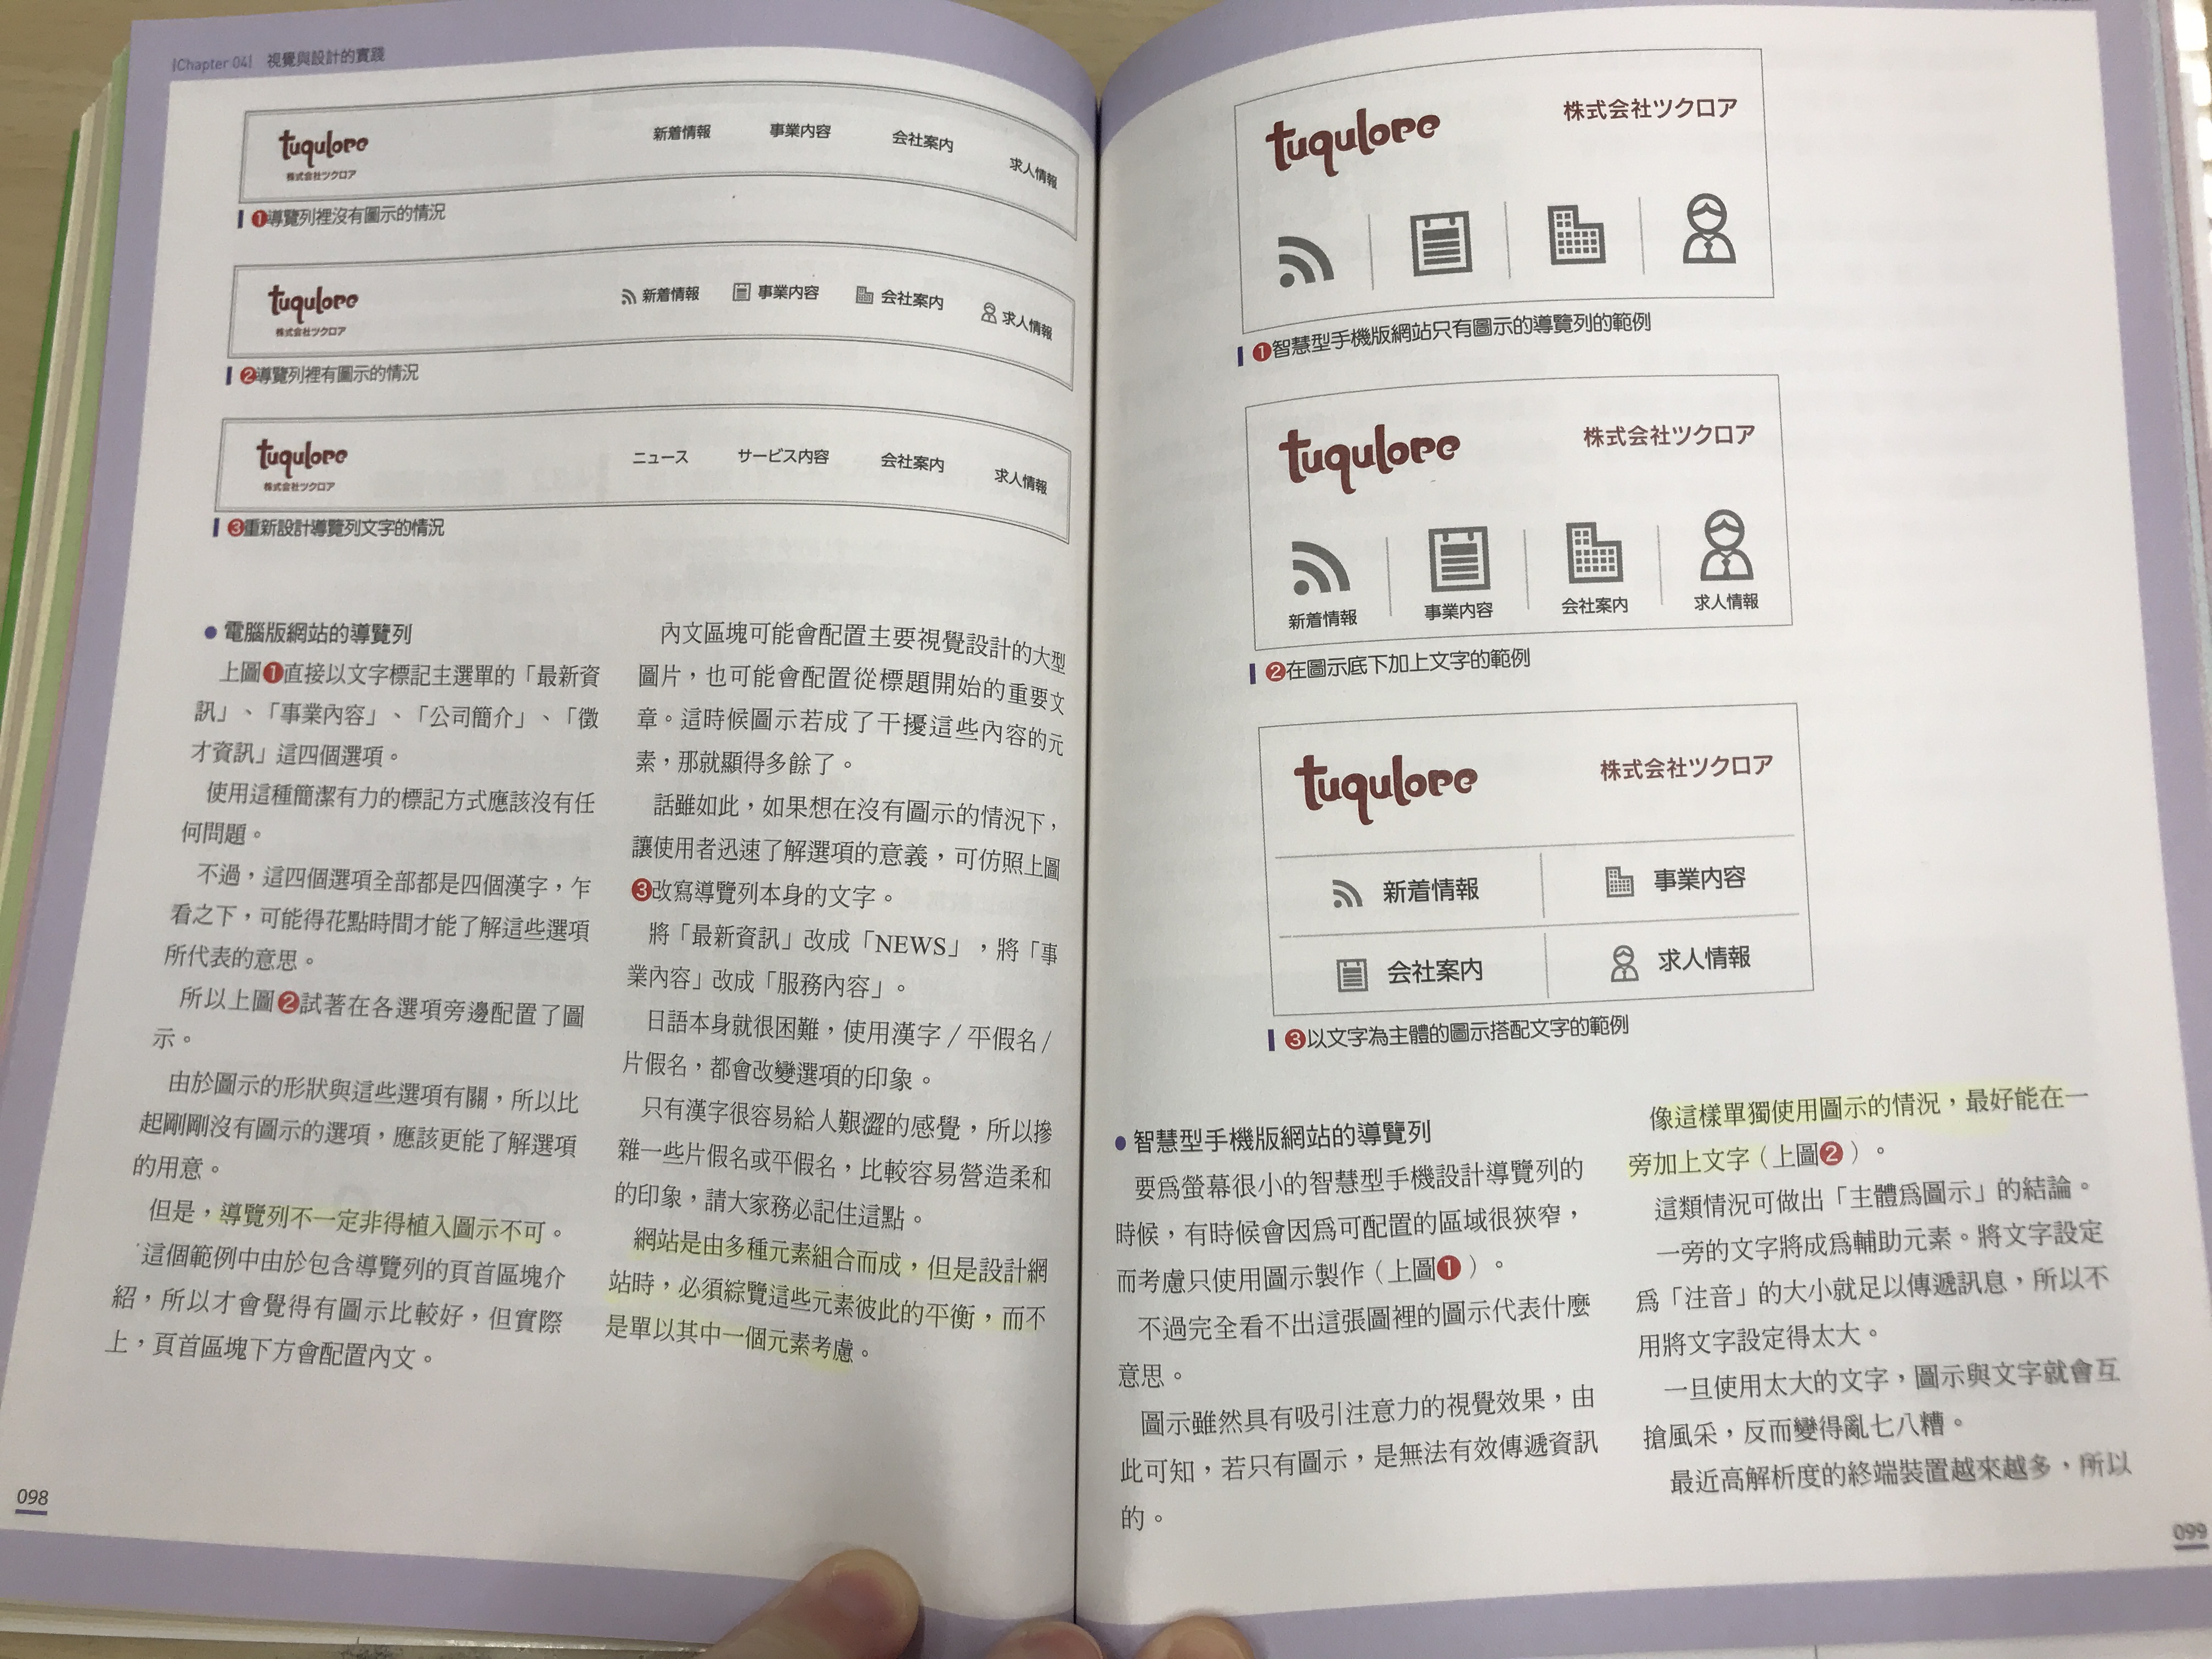 Chapter 04 視覺與設計的實踐
tuqulore
株式会社ツクロア
新着情報 事業内容 会社案内 求人情報
❶導覽列裡沒有圖示的情況
tuqulore
株式会社ツクロア
新着情報 事業内容 会社案内 求人情報
❷導覽列裡有圖示的情況
tuqulore
株式会社ツクロア
ニュース サービス内容 会社案内 求人情報
❸重新設計導覽列文字的情況
●電腦版網站的導覽列
上圖❶直接以文字標記主選單的「最新資
訊」、「事業內容」、「公司簡介」、「徵
才資訊」這四個選項。
使用這種簡潔有力的標記方式應該沒有任
何問題。
不過,這四個選項全部都是四個漢字,乍
看之下,可能得花點時間才能了解這些選項
所代表的意思。
所以上圖❷試著在各選項旁邊配置了圖
示。
由於圖示的形狀與這些選項有關,所以比
起剛剛沒有圖示的選項,應該更能了解選項
的用意。
但是,導覽列不一定非得植入圖示不可。
這個範例中由於包含導覽列的頁首區塊介
紹,所以才會覺得有圖示比較好,但實際
上,頁首區塊下方會配置內文。
內文區塊可能會配置主要視覺設計的大型
圖片,也可能會配置從標題開始的重要文
章。這時候圖示若成了干擾這些內容的元
素,那就顯得多餘了。
話雖如此,如果想在沒有圖示的情況下,
讓使用者迅速了解選項的意義,可仿照上圖
❸改寫導覽列本身的文字。
將「最新資訊」改成「NEWS」,將「事
業內容」改成「服務內容」。
日語本身就很困難,使用漢字/平假名/
片假名,都會改變選項的印象。
只有漢字很容易給人艱澀的感覺,所以摻
雜一些片假名或平假名,比較容易營造柔和
的印象,請大家務必記住這點。
網站是由多種元素組合而成,但是設計網
站時,必須綜覽這些元素彼此的平衡,而不
是單以其中一個元素考慮。
098
tuqulore 株式会社ツクロア
❶智慧型手機版網站只有圖示的導覽列的範例
tuqulore 株式会社ツクロア
新着情報 事業内容 会社案内 求人情報
❷在圖示底下加上文字的範例
tuqulore 株式会社ツクロア
新着情報 事業内容
会社案内 求人情報
❸以文字為主體的圖示搭配文字的範例
●智慧型手機版網站的導覽列
要為螢幕很小的智慧型手機設計導覽列的
時候,有時候會因為可配置的區域很狹窄,
而考慮只使用圖示製作(上圖❶)。
不過完全看不出這張圖裡的圖示代表什麼
意思。
圖示雖然具有吸引注意力的視覺效果,由
此可知,若只有圖示,是無法有效傳遞資訊
的。
像這樣單獨使用圖示的情況,最好能在一
旁加上文字(上圖❷)。
這類情況可做出「主體為圖示」的結論。
一旁的文字將成為輔助元素。將文字設定
為「注音」的大小就足以傳遞訊息,所以不
用將文字設定得太大。
一旦使用太大的文字,圖示與文字就會互
搶風采,反而變得亂七八糟。
最近高解析度的終端裝置越來越多,所以
099